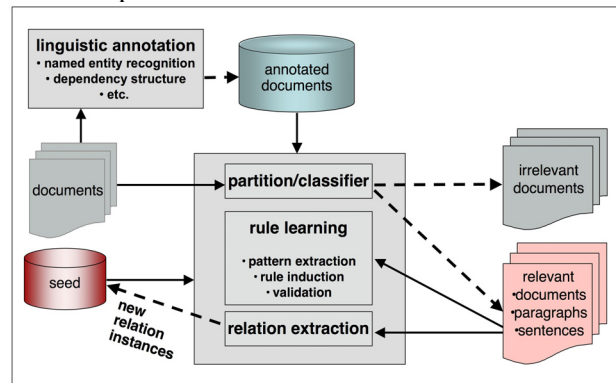 linguistic annotation
• named entity recognition
• dependency structure
• etc.
annotated
documents
documents
partition/classifier
irrelevant
documents
rule learning
• pattern extraction
• rule induction
• validation
seed
new
relation
instances
relation extraction
relevant
•documents
•paragraphs
•sentences